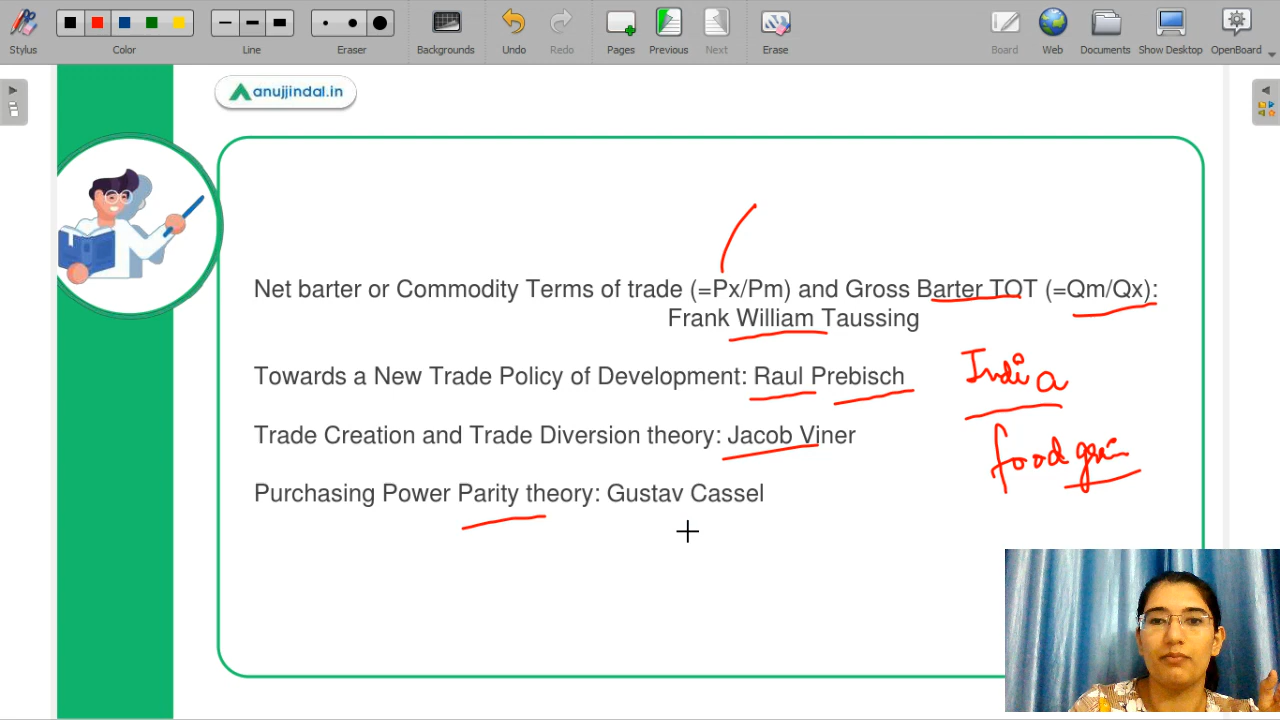 Stylus Color Line Eraser Backgrounds Undo Redo Pages Previous Next Erase Board Web Documents Show Desktop OpenBoard
anujjindal.in
Net barter or Commodity Terms of trade (=Px/Pm) and Gross Barter TOT (=Qm/Qx):
Frank William Taussing
Towards a New Trade Policy of Development: Raul Prebisch
India
Trade Creation and Trade Diversion theory: Jacob Viner
food grain
Purchasing Power Parity theory: Gustav Cassel